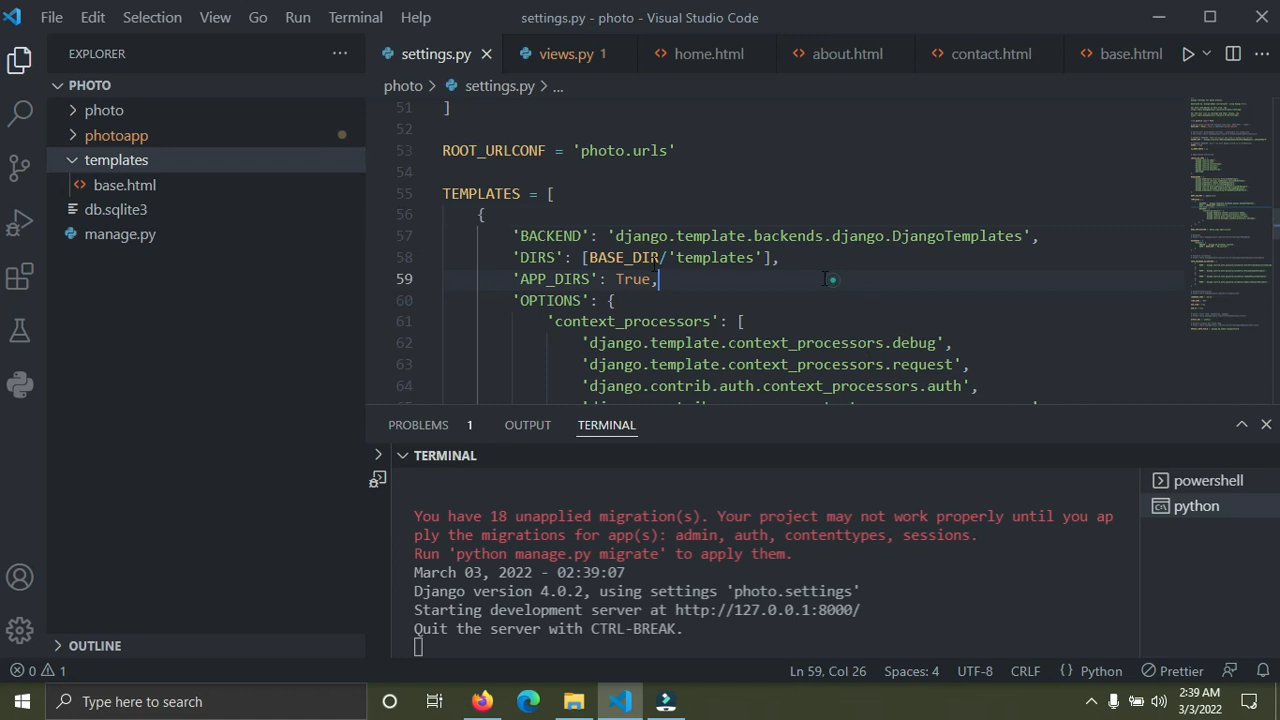 File Edit Selection View Go Run Terminal Help settings.py - photo - Visual Studio Code
EXPLORER
settings.py views.py 1 home.html about.html contact.html base.html
PHOTO
photo > settings.py > ...
photo
photoapp
templates
base.html
db.sqlite3
manage.py
51 ]
52
53 ROOT_URLCONF = 'photo.urls'
54
55 TEMPLATES = [
56 {
57 'BACKEND': 'django.template.backends.django.DjangoTemplates',
58 'DIRS': [BASE_DIR/'templates'],
59 'APP_DIRS': True,
60 'OPTIONS': {
61 'context_processors': [
62 'django.template.context_processors.debug',
63 'django.template.context_processors.request',
64 'django.contrib.auth.context_processors.auth',
PROBLEMS 1 OUTPUT TERMINAL
TERMINAL
powershell
python
You have 18 unapplied migration(s). Your project may not work properly until you ap
ply the migrations for app(s): admin, auth, contenttypes, sessions.
Run 'python manage.py migrate' to apply them.
March 03, 2022 - 02:39:07
Django version 4.0.2, using settings 'photo.settings'
Starting development server at http://127.0.0.1:8000/
Quit the server with CTRL-BREAK.
OUTLINE
0 1 Ln 59, Col 26 Spaces: 4 UTF-8 CRLF Python Prettier
Type here to search
2:39 AM
3/3/2022